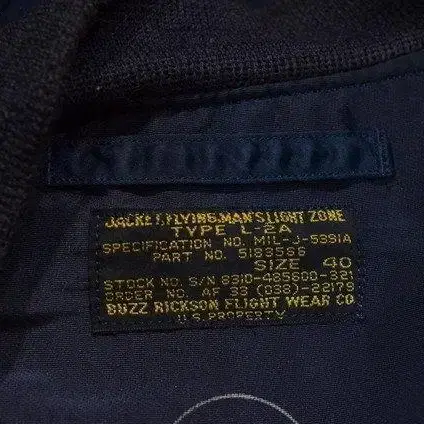 JACKET,FLYING,MAN'S LIGHT ZONE
TYPE L-2A
SPECIFICATION NO. MIL-J-5391A
PART NO. 5189596
SIZE 40
STOCK NO. S/N 8310-485600-321
ORDER NO. AF 33 (038)-22179
BUZZ RICKSON FLIGHT WEAR CO
U.S. PROPERTY